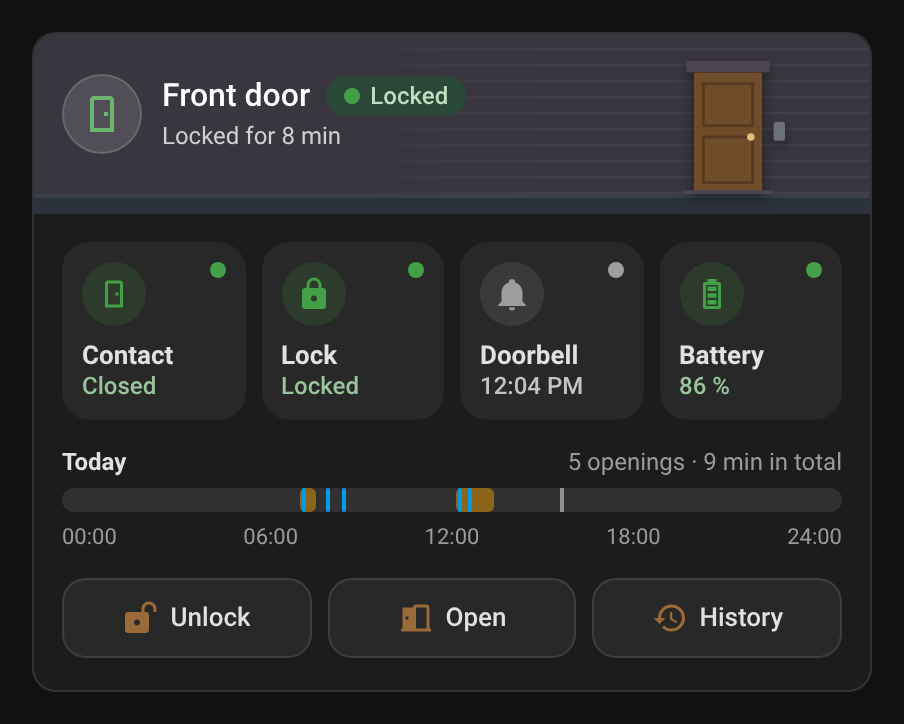 Front door
Locked
Locked for 8 min
Contact
Closed
Lock
Locked
Doorbell
12:04 PM
Battery
86 %
Today
5 openings · 9 min in total
00:00 06:00 12:00 18:00 24:00
Unlock
Open
History